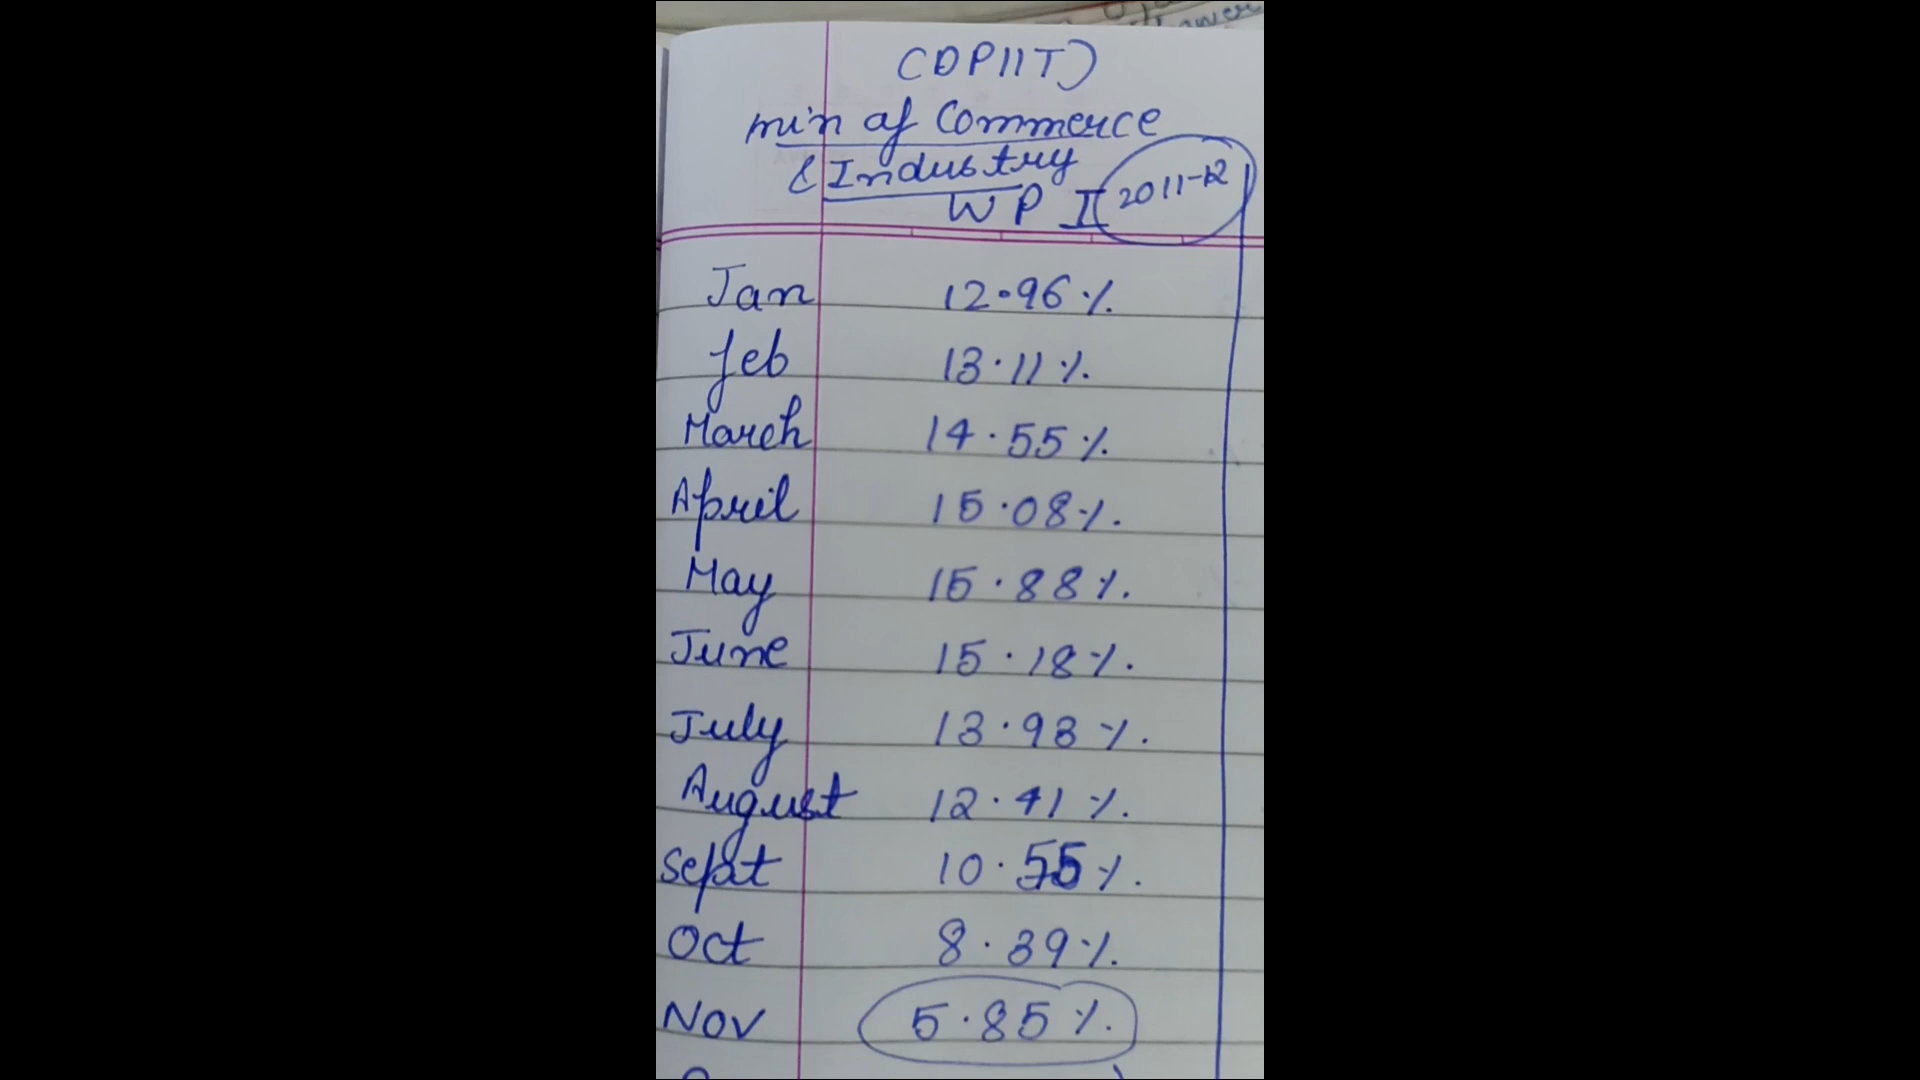 (DPIIT)
min of Commerce
& Industry
WPI 2011-12
Jan 12.96%
feb 13.11%
March 14.55%
April 15.08%
May 15.88%
June 15.18%
July 13.93%
August 12.41%
Sept 10.55%
Oct 8.39%
Nov 5.85%